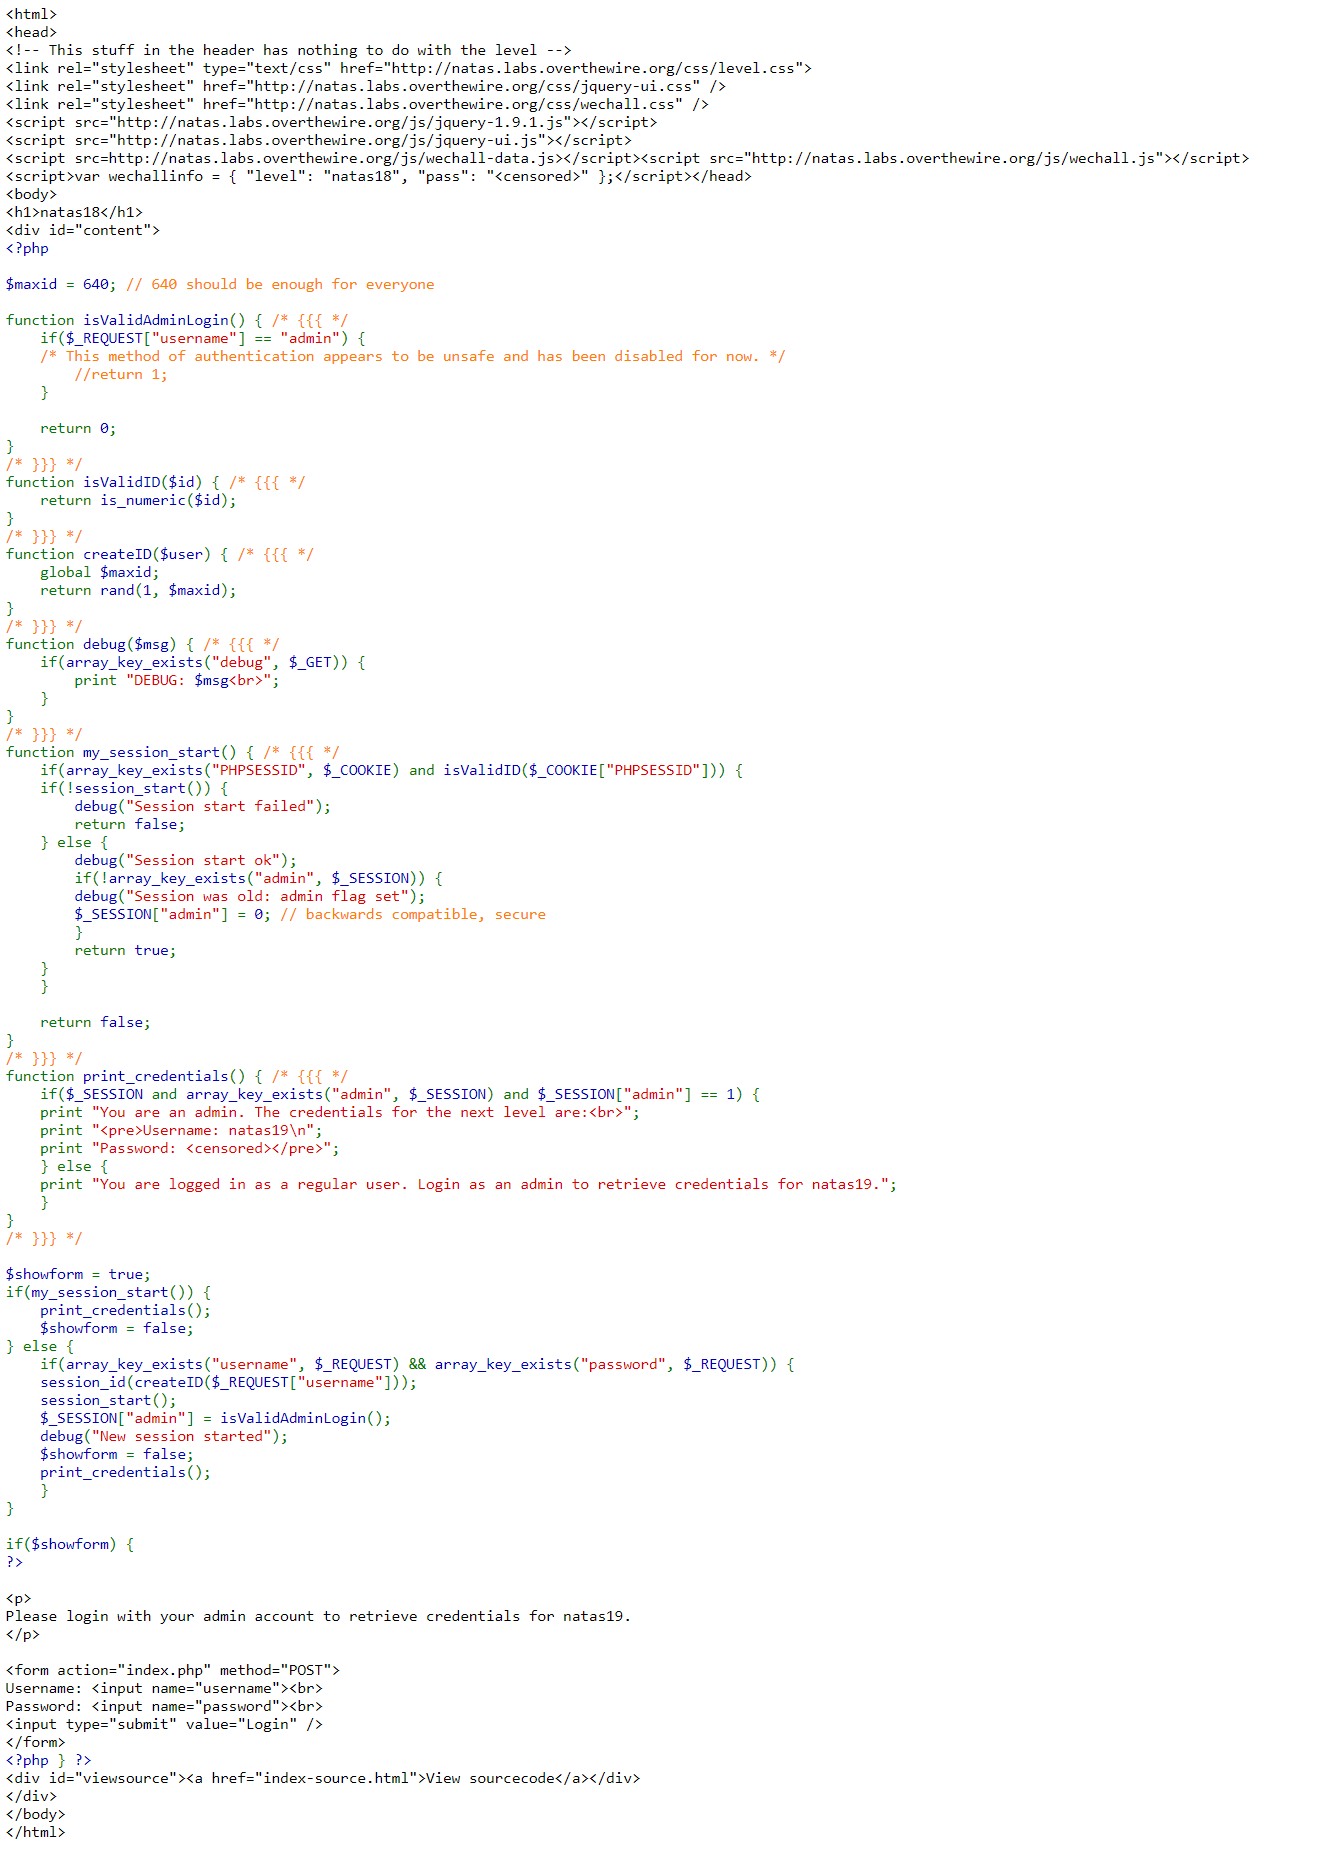 <html>
<head>
<!-- This stuff in the header has nothing to do with the level -->
<link rel="stylesheet" type="text/css" href="http://natas.labs.overthewire.org/css/level.css">
<link rel="stylesheet" href="http://natas.labs.overthewire.org/css/jquery-ui.css" />
<link rel="stylesheet" href="http://natas.labs.overthewire.org/css/wechall.css" />
<script src="http://natas.labs.overthewire.org/js/jquery-1.9.1.js"></script>
<script src="http://natas.labs.overthewire.org/js/jquery-ui.js"></script>
<script src=http://natas.labs.overthewire.org/js/wechall-data.js></script><script src="http://natas.labs.overthewire.org/js/wechall.js"></script>
<script>var wechallinfo = { "level": "natas18", "pass": "<censored>" };</script></head>
<body>
<h1>natas18</h1>
<div id="content">
<?php

$maxid = 640; // 640 should be enough for everyone

function isValidAdminLogin() { /* {{{ */
    if($_REQUEST["username"] == "admin") {
    /* This method of authentication appears to be unsafe and has been disabled for now. */
        //return 1;
    }

    return 0;
}
/* }}} */
function isValidID($id) { /* {{{ */
    return is_numeric($id);
}
/* }}} */
function createID($user) { /* {{{ */
    global $maxid;
    return rand(1, $maxid);
}
/* }}} */
function debug($msg) { /* {{{ */
    if(array_key_exists("debug", $_GET)) {
        print "DEBUG: $msg<br>";
    }
}
/* }}} */
function my_session_start() { /* {{{ */
    if(array_key_exists("PHPSESSID", $_COOKIE) and isValidID($_COOKIE["PHPSESSID"])) {
    if(!session_start()) {
        debug("Session start failed");
        return false;
    } else {
        debug("Session start ok");
        if(!array_key_exists("admin", $_SESSION)) {
        debug("Session was old: admin flag set");
        $_SESSION["admin"] = 0; // backwards compatible, secure
        }
        return true;
    }
    }

    return false;
}
/* }}} */
function print_credentials() { /* {{{ */
    if($_SESSION and array_key_exists("admin", $_SESSION) and $_SESSION["admin"] == 1) {
    print "You are an admin. The credentials for the next level are:<br>";
    print "<pre>Username: natas19\n";
    print "Password: <censored></pre>";
    } else {
    print "You are logged in as a regular user. Login as an admin to retrieve credentials for natas19.";
    }
}
/* }}} */

$showform = true;
if(my_session_start()) {
    print_credentials();
    $showform = false;
} else {
    if(array_key_exists("username", $_REQUEST) && array_key_exists("password", $_REQUEST)) {
    session_id(createID($_REQUEST["username"]));
    session_start();
    $_SESSION["admin"] = isValidAdminLogin();
    debug("New session started");
    $showform = false;
    print_credentials();
    }
}

if($showform) {
?>

<p>
Please login with your admin account to retrieve credentials for natas19.
</p>

<form action="index.php" method="POST">
Username: <input name="username"><br>
Password: <input name="password"><br>
<input type="submit" value="Login" />
</form>
<?php } ?>
<div id="viewsource"><a href="index-source.html">View sourcecode</a></div>
</div>
</body>
</html>